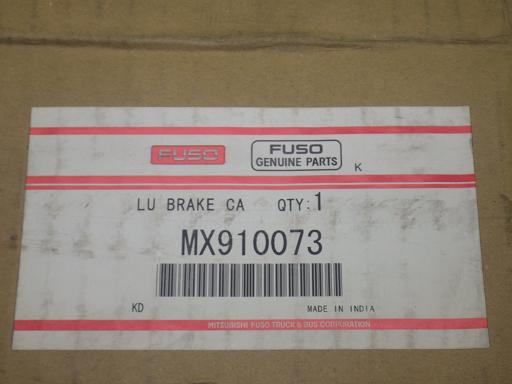 FUSO FUSO
GENUINE PARTS K
LU BRAKE CA QTY:1
MX910073
KD MADE IN INDIA
MITSUBISHI FUSO TRUCK & BUS CORPORATION